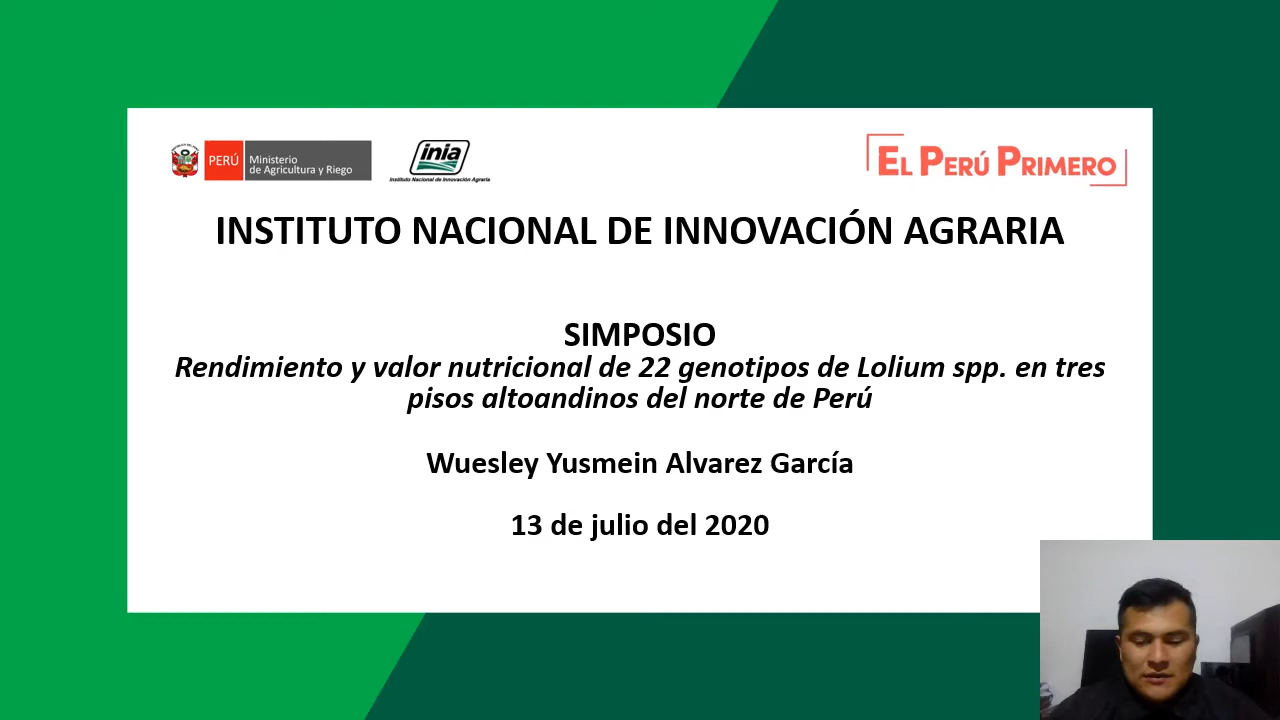 PERÚ
Ministerio
de Agricultura y Riego
inia
Instituto Nacional de Innovación Agraria
EL PERÚ PRIMERO
INSTITUTO NACIONAL DE INNOVACIÓN AGRARIA
SIMPOSIO
Rendimiento y valor nutricional de 22 genotipos de Lolium spp. en tres
pisos altoandinos del norte de Perú
Wuesley Yusmein Alvarez García
13 de julio del 2020